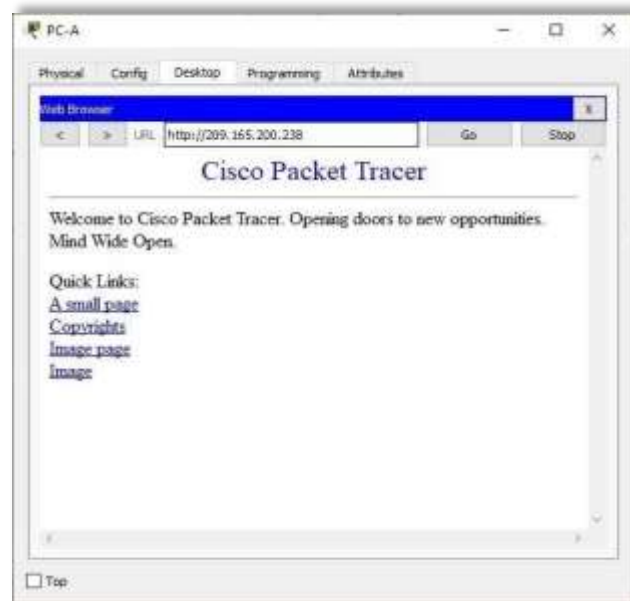 PC-A
Physical Config Desktop Programming Attributes
Web Browser X
< > URL http://209.165.200.238 Go Stop
Cisco Packet Tracer
Welcome to Cisco Packet Tracer. Opening doors to new opportunities.
Mind Wide Open.
Quick Links:
A small page
Copyrights
Image page
Image
Top